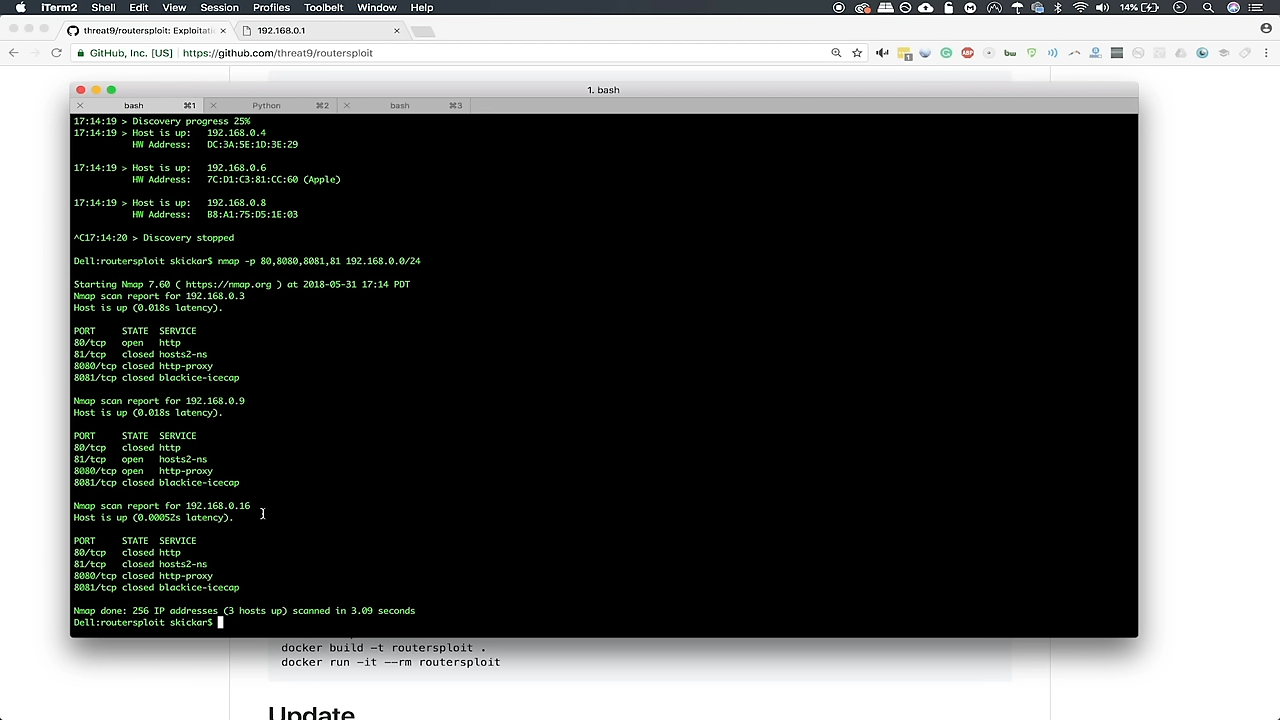 iTerm2 Shell Edit View Session Profiles Toolbelt Window Help 14%
threat9/routersploit: Exploitati 192.168.0.1
GitHub, Inc. [US] https://github.com/threat9/routersploit
1. bash
bash ⌘1 Python ⌘2 bash ⌘3
17:14:19 > Discovery progress 25%
17:14:19 > Host is up: 192.168.0.4
HW Address: DC:3A:5E:1D:3E:29
17:14:19 > Host is up: 192.168.0.6
HW Address: 7C:D1:C3:81:CC:60 (Apple)
17:14:19 > Host is up: 192.168.0.8
HW Address: B8:A1:75:D5:1E:03
^C17:14:20 > Discovery stopped
Dell:routersploit skickar$ nmap -p 80,8080,8081,81 192.168.0.0/24
Starting Nmap 7.60 ( https://nmap.org ) at 2018-05-31 17:14 PDT
Nmap scan report for 192.168.0.3
Host is up (0.018s latency).
PORT STATE SERVICE
80/tcp open http
81/tcp closed hosts2-ns
8080/tcp closed http-proxy
8081/tcp closed blackice-icecap
Nmap scan report for 192.168.0.9
Host is up (0.018s latency).
PORT STATE SERVICE
80/tcp closed http
81/tcp open hosts2-ns
8080/tcp open http-proxy
8081/tcp closed blackice-icecap
Nmap scan report for 192.168.0.16
Host is up (0.00052s latency).
PORT STATE SERVICE
80/tcp closed http
81/tcp closed hosts2-ns
8080/tcp closed http-proxy
8081/tcp closed blackice-icecap
Nmap done: 256 IP addresses (3 hosts up) scanned in 3.09 seconds
Dell:routersploit skickar$
docker build -t routersploit .
docker run -it --rm routersploit
Update